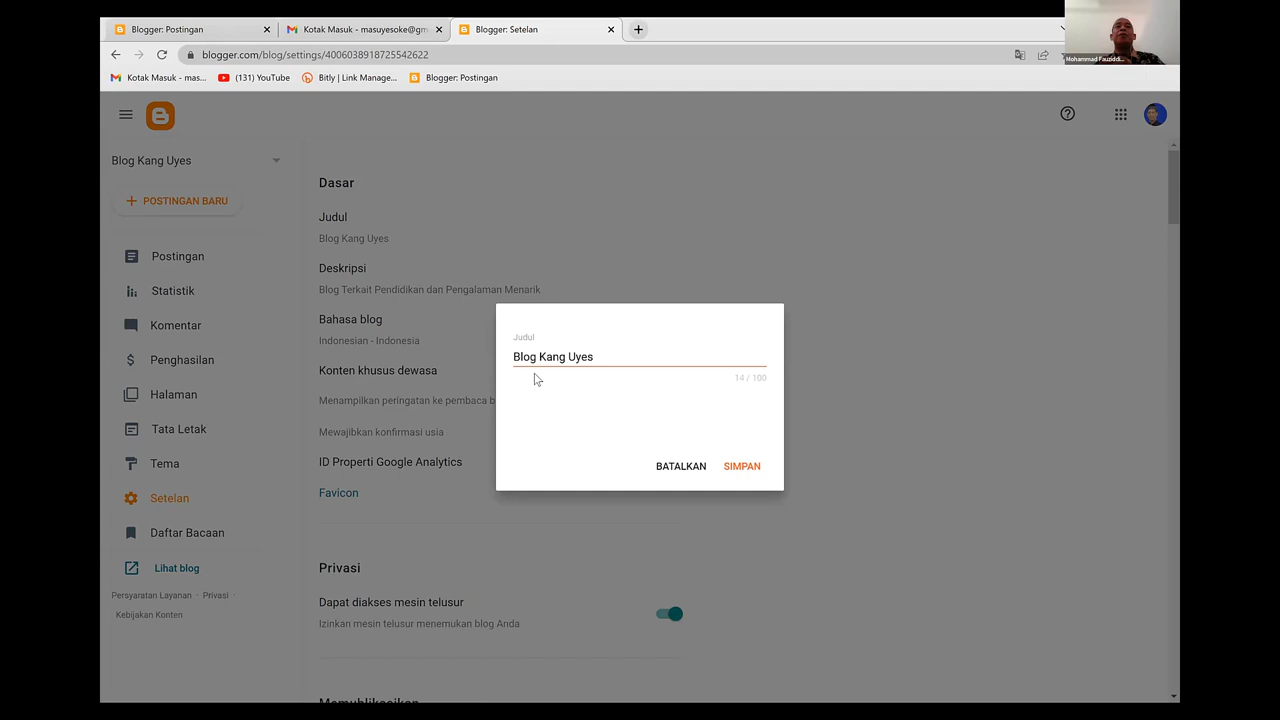 Blogger: Postingan
Kotak Masuk - masuyesoke@gm
Blogger: Setelan
blogger.com/blog/settings/4006038918725542622
Kotak Masuk - mas...
(131) YouTube
Bitly | Link Manage...
Blogger: Postingan
Mohammad Fauziddi...
Blog Kang Uyes
POSTINGAN BARU
Postingan
Statistik
Komentar
Penghasilan
Halaman
Tata Letak
Tema
Setelan
Daftar Bacaan
Lihat blog
Persyaratan Layanan · Privasi ·
Kebijakan Konten
Dasar
Judul
Blog Kang Uyes
Deskripsi
Blog Terkait Pendidikan dan Pengalaman Menarik
Bahasa blog
Indonesian - Indonesia
Konten khusus dewasa
Menampilkan peringatan ke pembaca b
Mewajibkan konfirmasi usia
ID Properti Google Analytics
Favicon
Privasi
Dapat diakses mesin telusur
Izinkan mesin telusur menemukan blog Anda
Memublikasikan
Judul
Blog Kang Uyes
14 / 100
BATALKAN SIMPAN